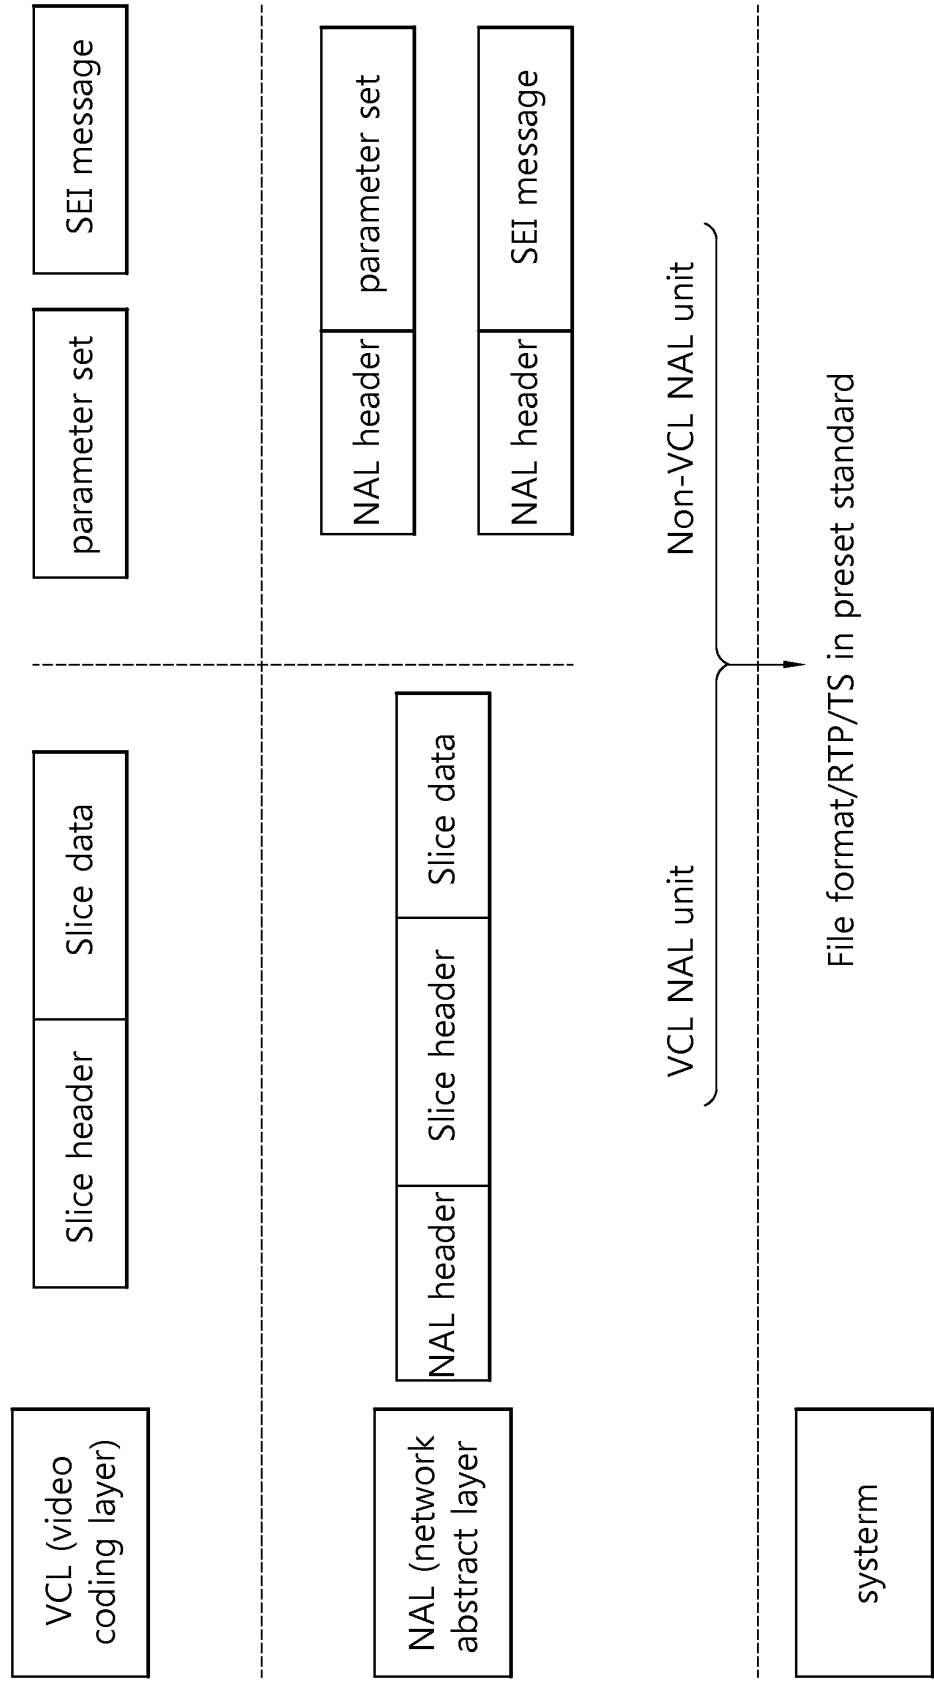 VCL (video
coding layer)
Slice header
Slice data
parameter set
SEI message
NAL (network
abstract layer
NAL header
Slice header
Slice data
NAL header
parameter set
NAL header
SEI message
VCL NAL unit
Non-VCL NAL unit
systerm
File format/RTP/TS in preset standard